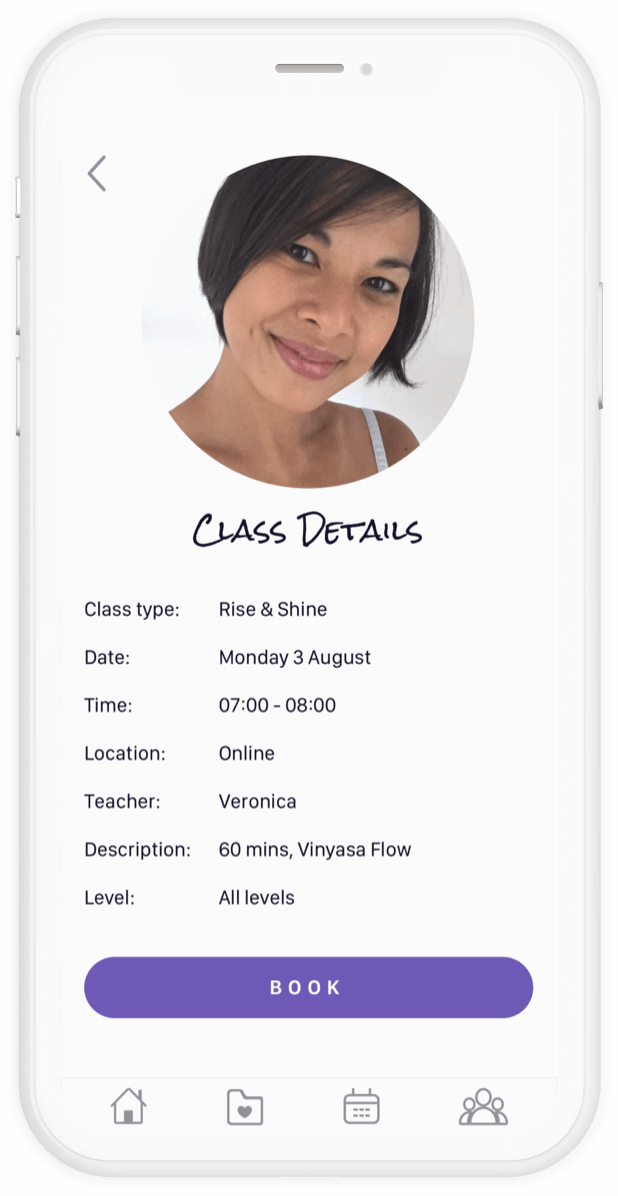 Class Details
Class type: Rise & Shine
Date: Monday 3 August
Time: 07:00 - 08:00
Location: Online
Teacher: Veronica
Description: 60 mins, Vinyasa Flow
Level: All levels
BOOK